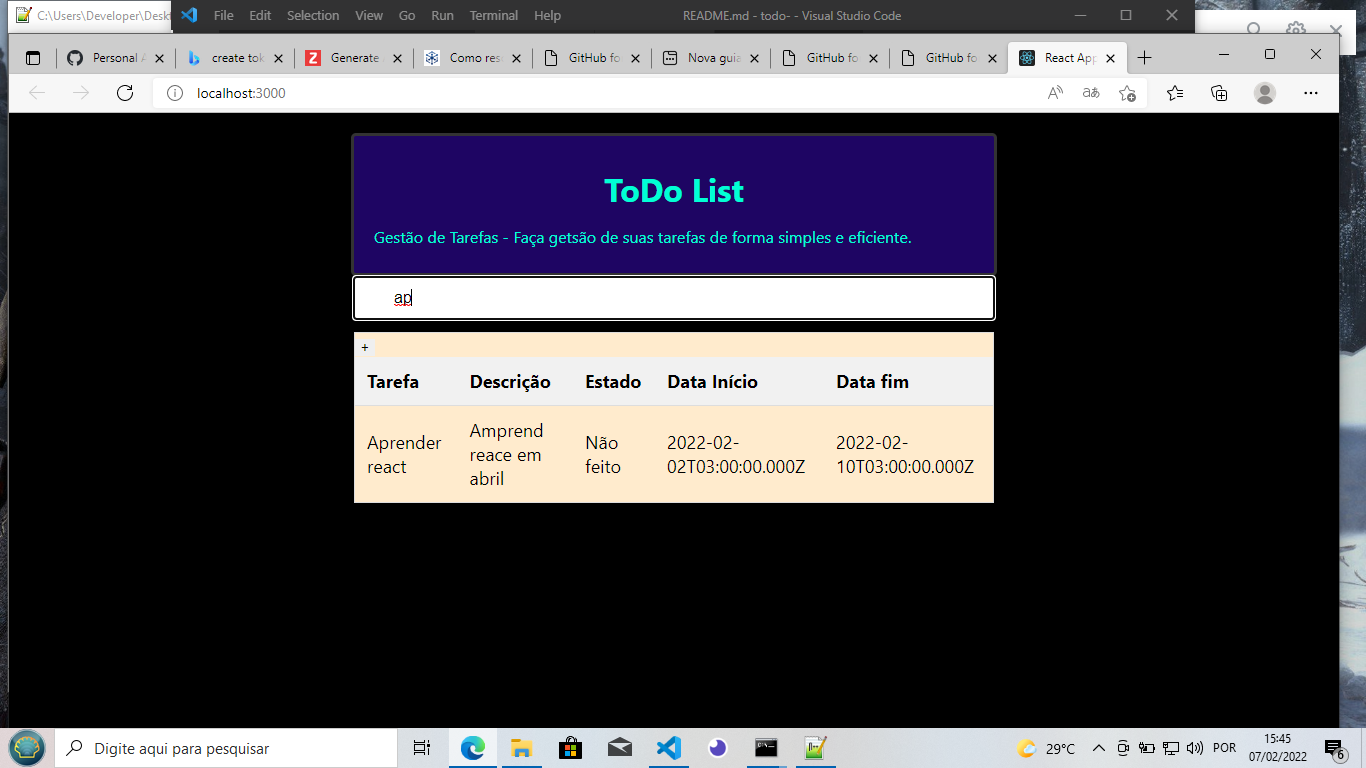 C:\Users\Developer\Deskt
File Edit Selection View Go Run Terminal Help
README.md - todo- - Visual Studio Code
Personal A
create tok
Generate
Como res
GitHub fo
Nova guia
GitHub fo
GitHub fo
React App
localhost:3000
ToDo List
Gestão de Tarefas - Faça getsão de suas tarefas de forma simples e eficiente.
ap
+
Tarefa Descrição Estado Data Início Data fim
Aprender
react
Amprend
reace em
abril
Não
feito
2022-02-
02T03:00:00.000Z
2022-02-
10T03:00:00.000Z
Digite aqui para pesquisar
29°C
POR
15:45
07/02/2022
6